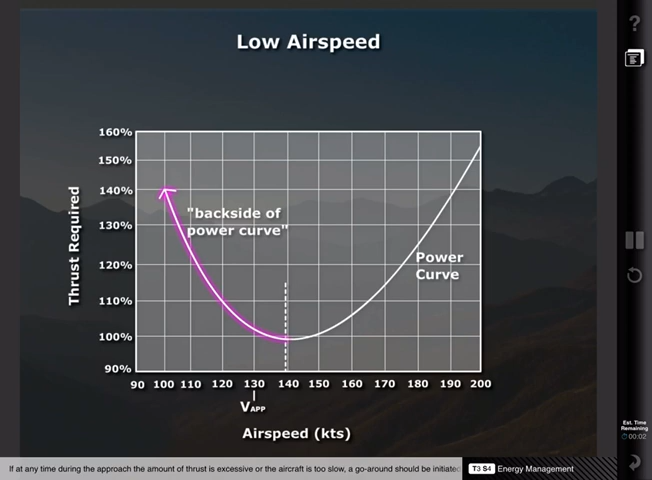 Low Airspeed
160%
150%
140%
130%
120%
110%
100%
90%
Thrust Required
"backside of
power curve"
Power
Curve
90 100 110 120 130 140 150 160 170 180 190 200
VAPP
Airspeed (kts)
?
Est. Time
Remaining
00:02
If at any time during the approach the amount of thrust is excessive or the aircraft is too slow, a go-around should be initiated
T3 S4 Energy Management